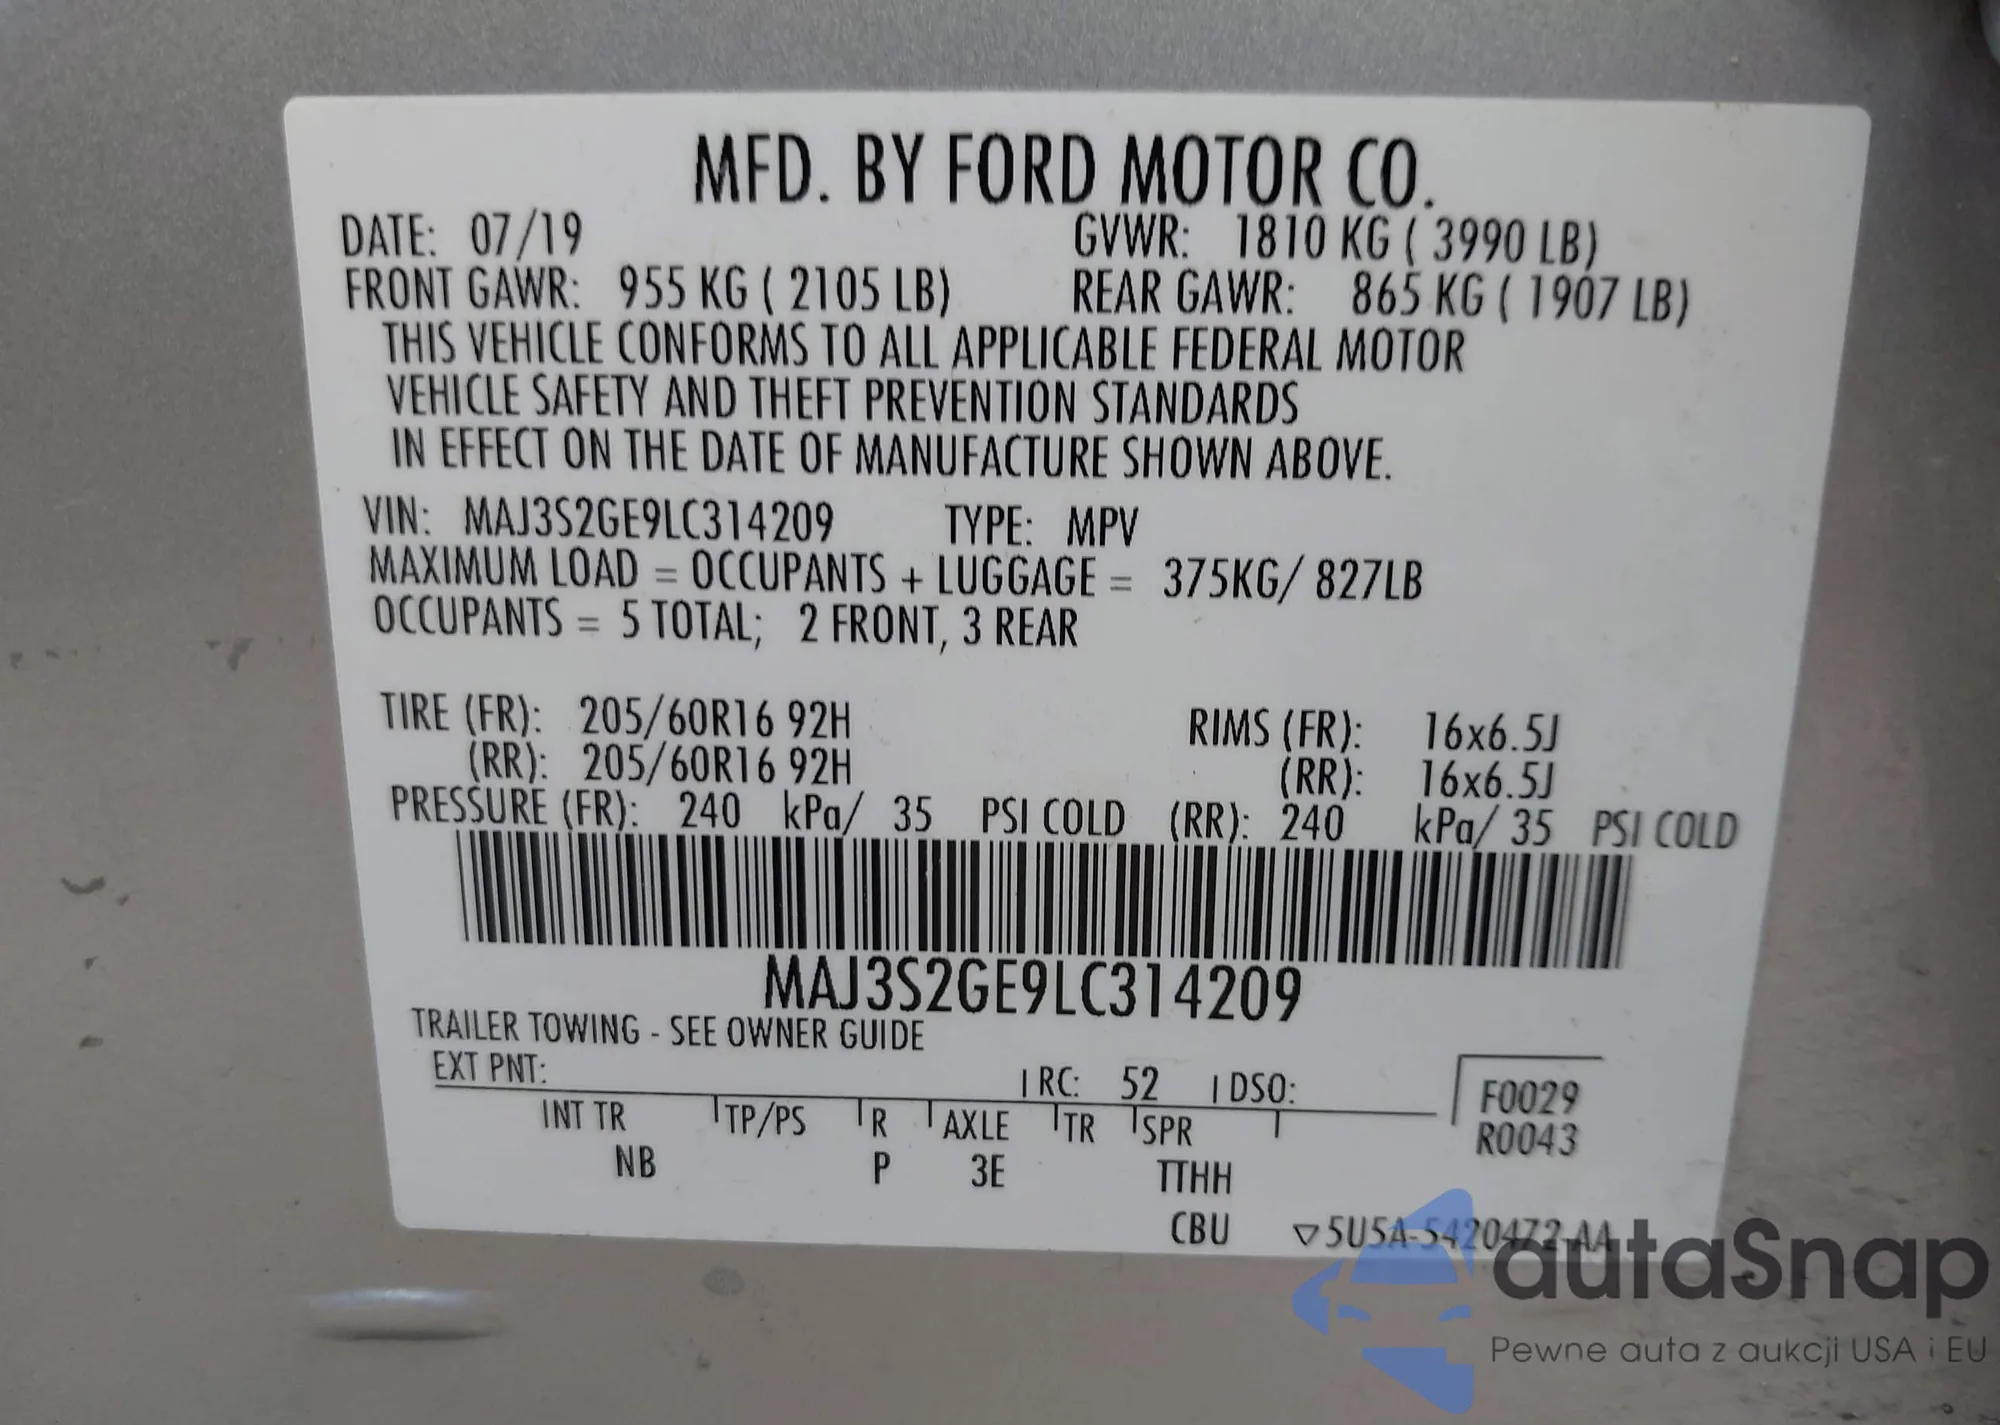 MFD. BY FORD MOTOR CO.
DATE: 07/19 GVWR: 1810 KG ( 3990 LB)
FRONT GAWR: 955 KG ( 2105 LB) REAR GAWR: 865 KG ( 1907 LB)
THIS VEHICLE CONFORMS TO ALL APPLICABLE FEDERAL MOTOR
VEHICLE SAFETY AND THEFT PREVENTION STANDARDS
IN EFFECT ON THE DATE OF MANUFACTURE SHOWN ABOVE.
VIN: MAJ3S2GE9LC314209 TYPE: MPV
MAXIMUM LOAD = OCCUPANTS + LUGGAGE = 375KG/ 827LB
OCCUPANTS = 5 TOTAL; 2 FRONT, 3 REAR
TIRE (FR): 205/60R16 92H RIMS (FR): 16x6.5J
(RR): 205/60R16 92H (RR): 16x6.5J
PRESSURE (FR): 240 kPa/ 35 PSI COLD (RR): 240 kPa/ 35 PSI COLD
MAJ3S2GE9LC314209
TRAILER TOWING - SEE OWNER GUIDE
EXT PNT: RC: 52 DSO: F0029
INT TR TP/PS R AXLE TR SPR R0043
NB P 3E TTHH
CBU ▽5U5A-5420472-AA
autaSnap
Pewne auta z aukcji USA i EU